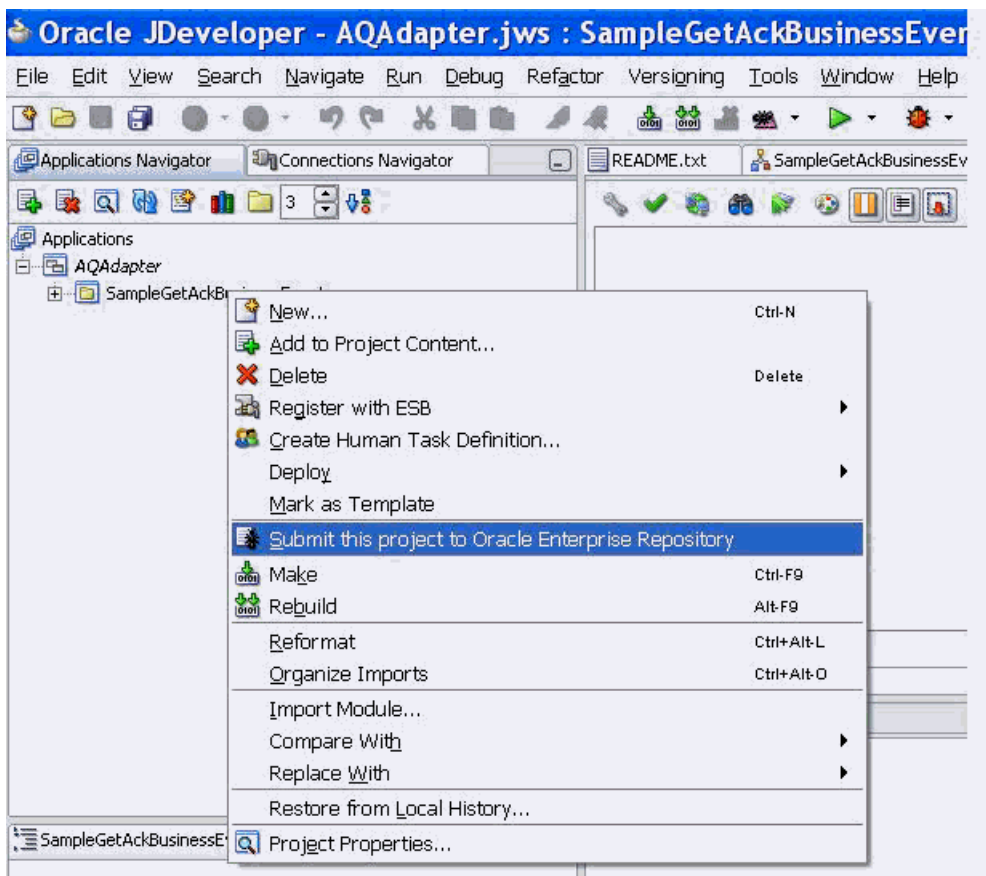 Oracle JDeveloper - AQAdapter.jws : SampleGetAckBusinessEver
File Edit View Search Navigate Run Debug Refactor Versioning Tools Window Help
Applications Navigator Connections Navigator README.txt SampleGetAckBusinessEv
3
Applications
AQAdapter
SampleGetAckB
New... Ctrl-N
Add to Project Content...
Delete Delete
Register with ESB
Create Human Task Definition...
Deploy
Mark as Template
Submit this project to Oracle Enterprise Repository
Make Ctrl-F9
Rebuild Alt-F9
Reformat Ctrl+Alt-L
Organize Imports Ctrl+Alt-O
Import Module...
Compare With
Replace With
Restore from Local History...
SampleGetAckBusinessE
Project Properties...